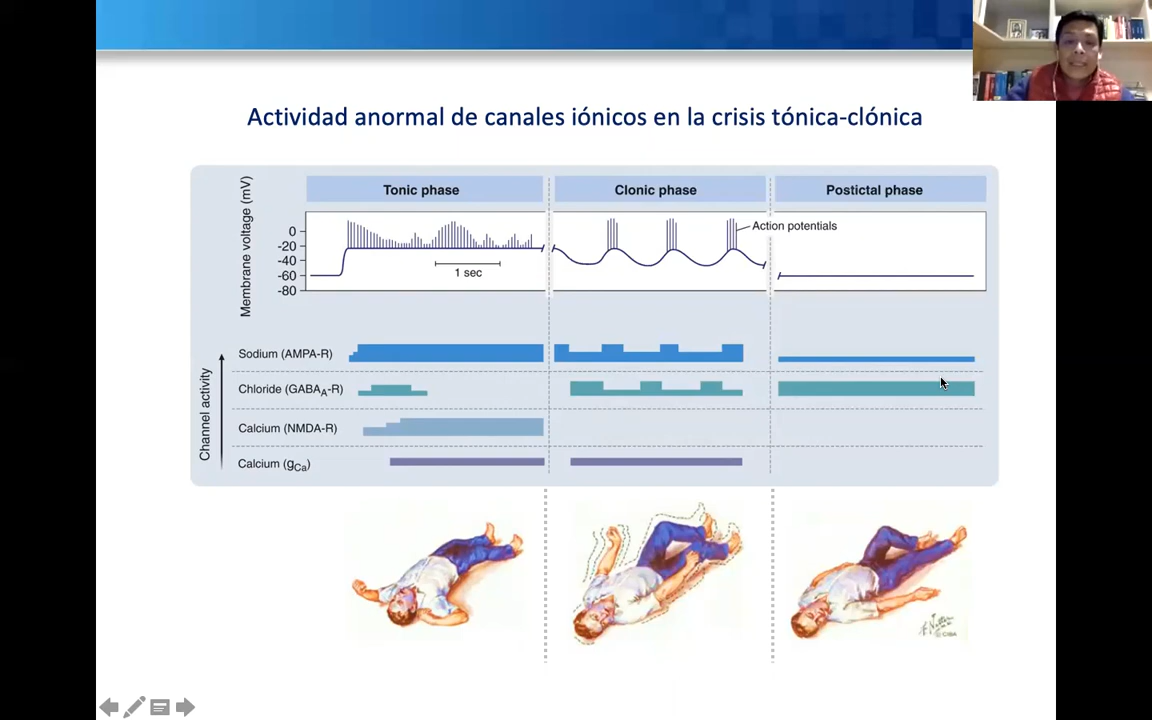 Actividad anormal de canales iónicos en la crisis tónica-clónica
Tonic phase
Clonic phase
Postictal phase
Membrane voltage (mV)
0
-20
-40
-60
-80
1 sec
Action potentials
Channel activity
Sodium (AMPA-R)
Chloride (GABAA-R)
Calcium (NMDA-R)
Calcium (gCa)
© CIBA